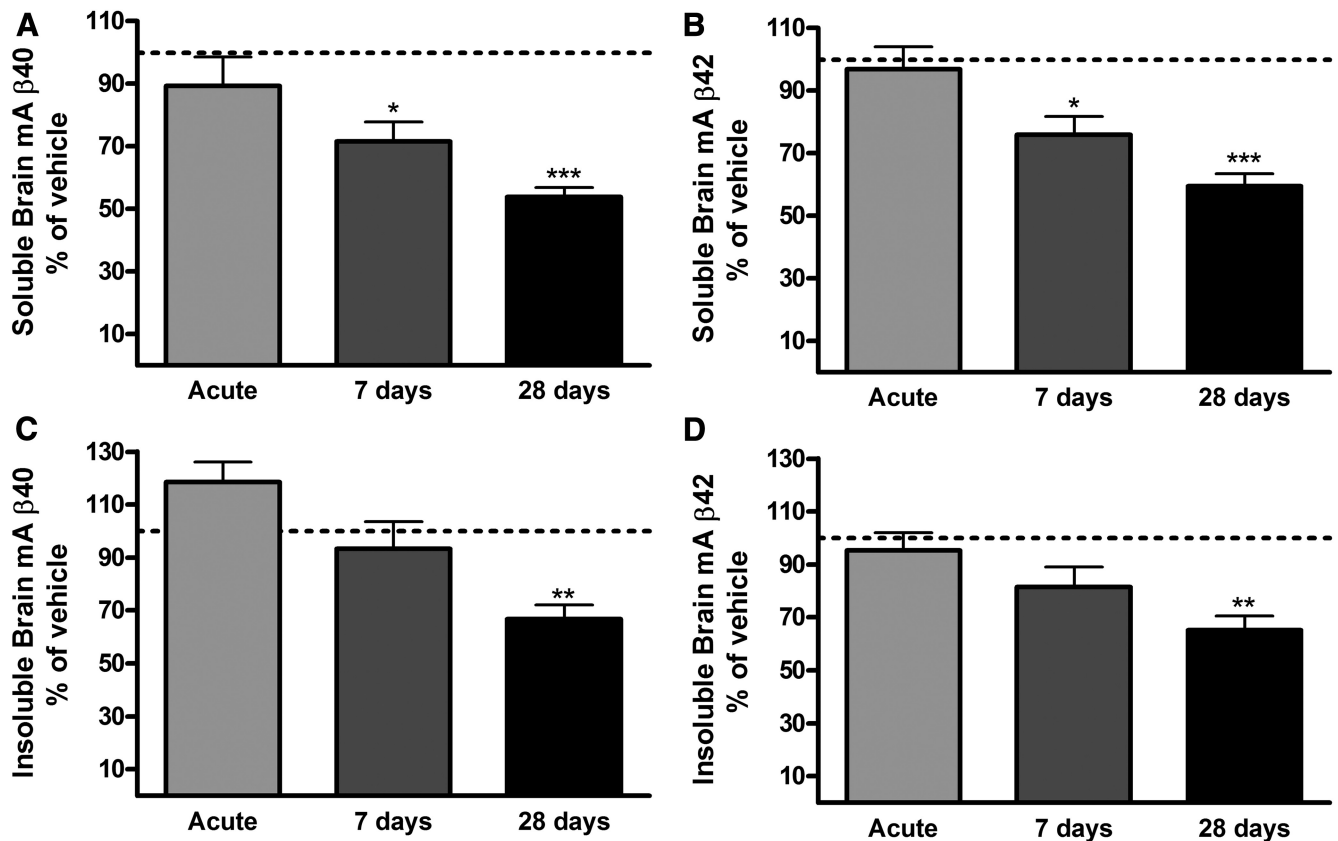 A
Soluble Brain mA β40
% of vehicle
110
90
70
50
30
10
*
***
Acute 7 days 28 days
B
Soluble Brain mA β42
% of vehicle
110
90
70
50
30
10
*
***
Acute 7 days 28 days
C
Insoluble Brain mA β40
% of vehicle
130
110
90
70
50
30
10
**
Acute 7 days 28 days
D
Insoluble Brain mA β42
% of vehicle
130
110
90
70
50
30
10
**
Acute 7 days 28 days